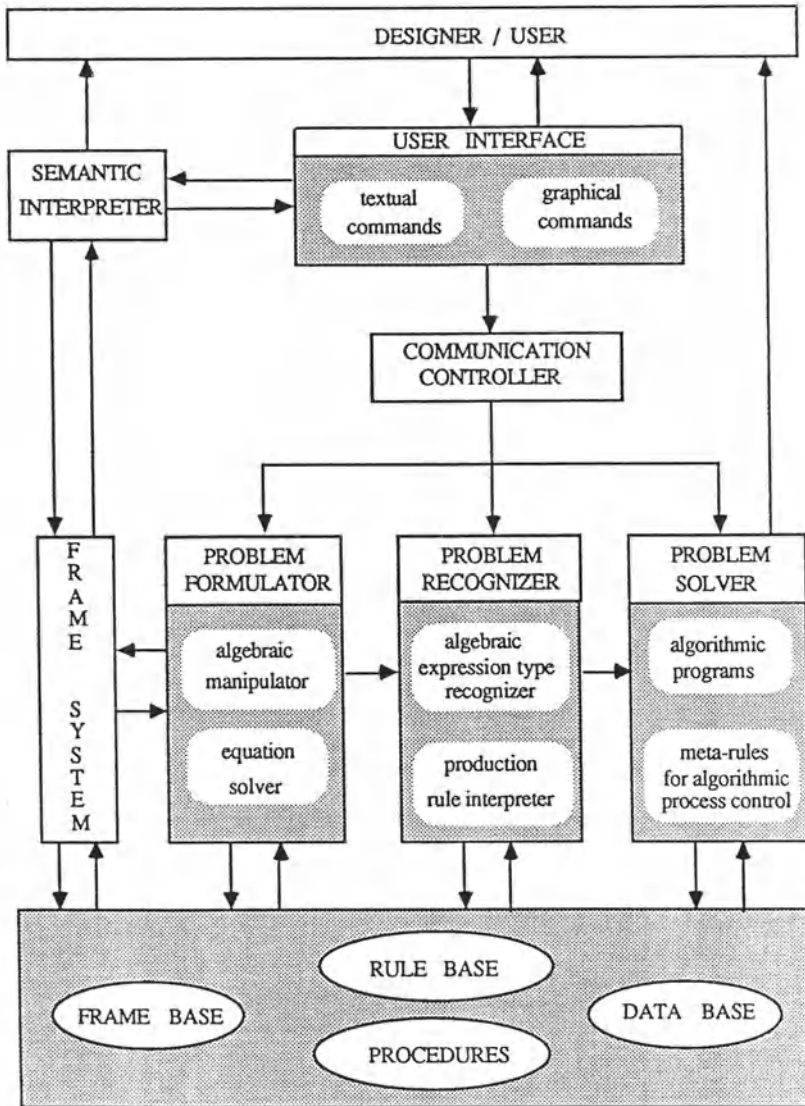 DESIGNER / USER
USER INTERFACE
SEMANTIC
INTERPRETER
textual
commands
graphical
commands
COMMUNICATION
CONTROLLER
FRAME SYSTEM
PROBLEM
FORMULATOR
algebraic
manipulator
equation
solver
PROBLEM
RECOGNIZER
algebraic
expression type
recognizer
production
rule interpreter
PROBLEM
SOLVER
algorithmic
programs
meta-rules
for algorithmic
process control
RULE BASE
FRAME BASE
DATA BASE
PROCEDURES